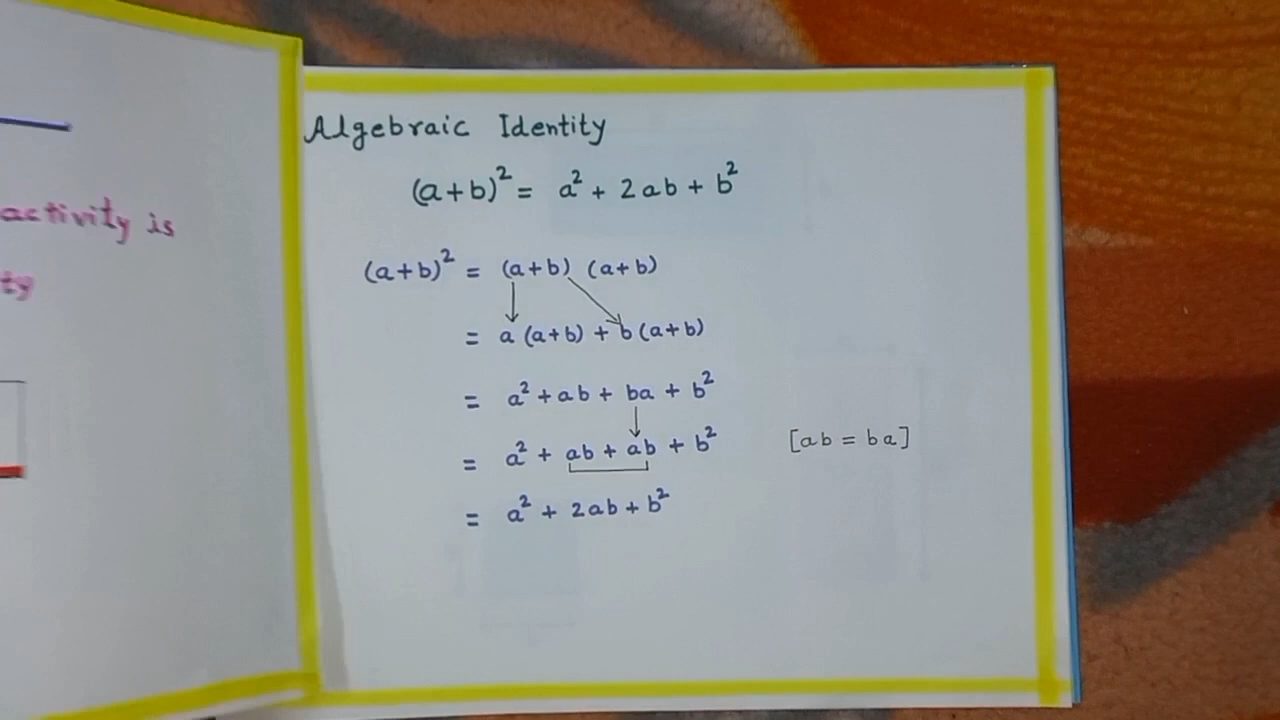 activity is
ty
Algebraic Identity
(a+b)² = a² + 2ab + b²
(a+b)² = (a+b) (a+b)
= a (a+b) + b (a+b)
= a² + ab + ba + b²
= a² + ab + ab + b² [ab = ba]
= a² + 2ab + b²